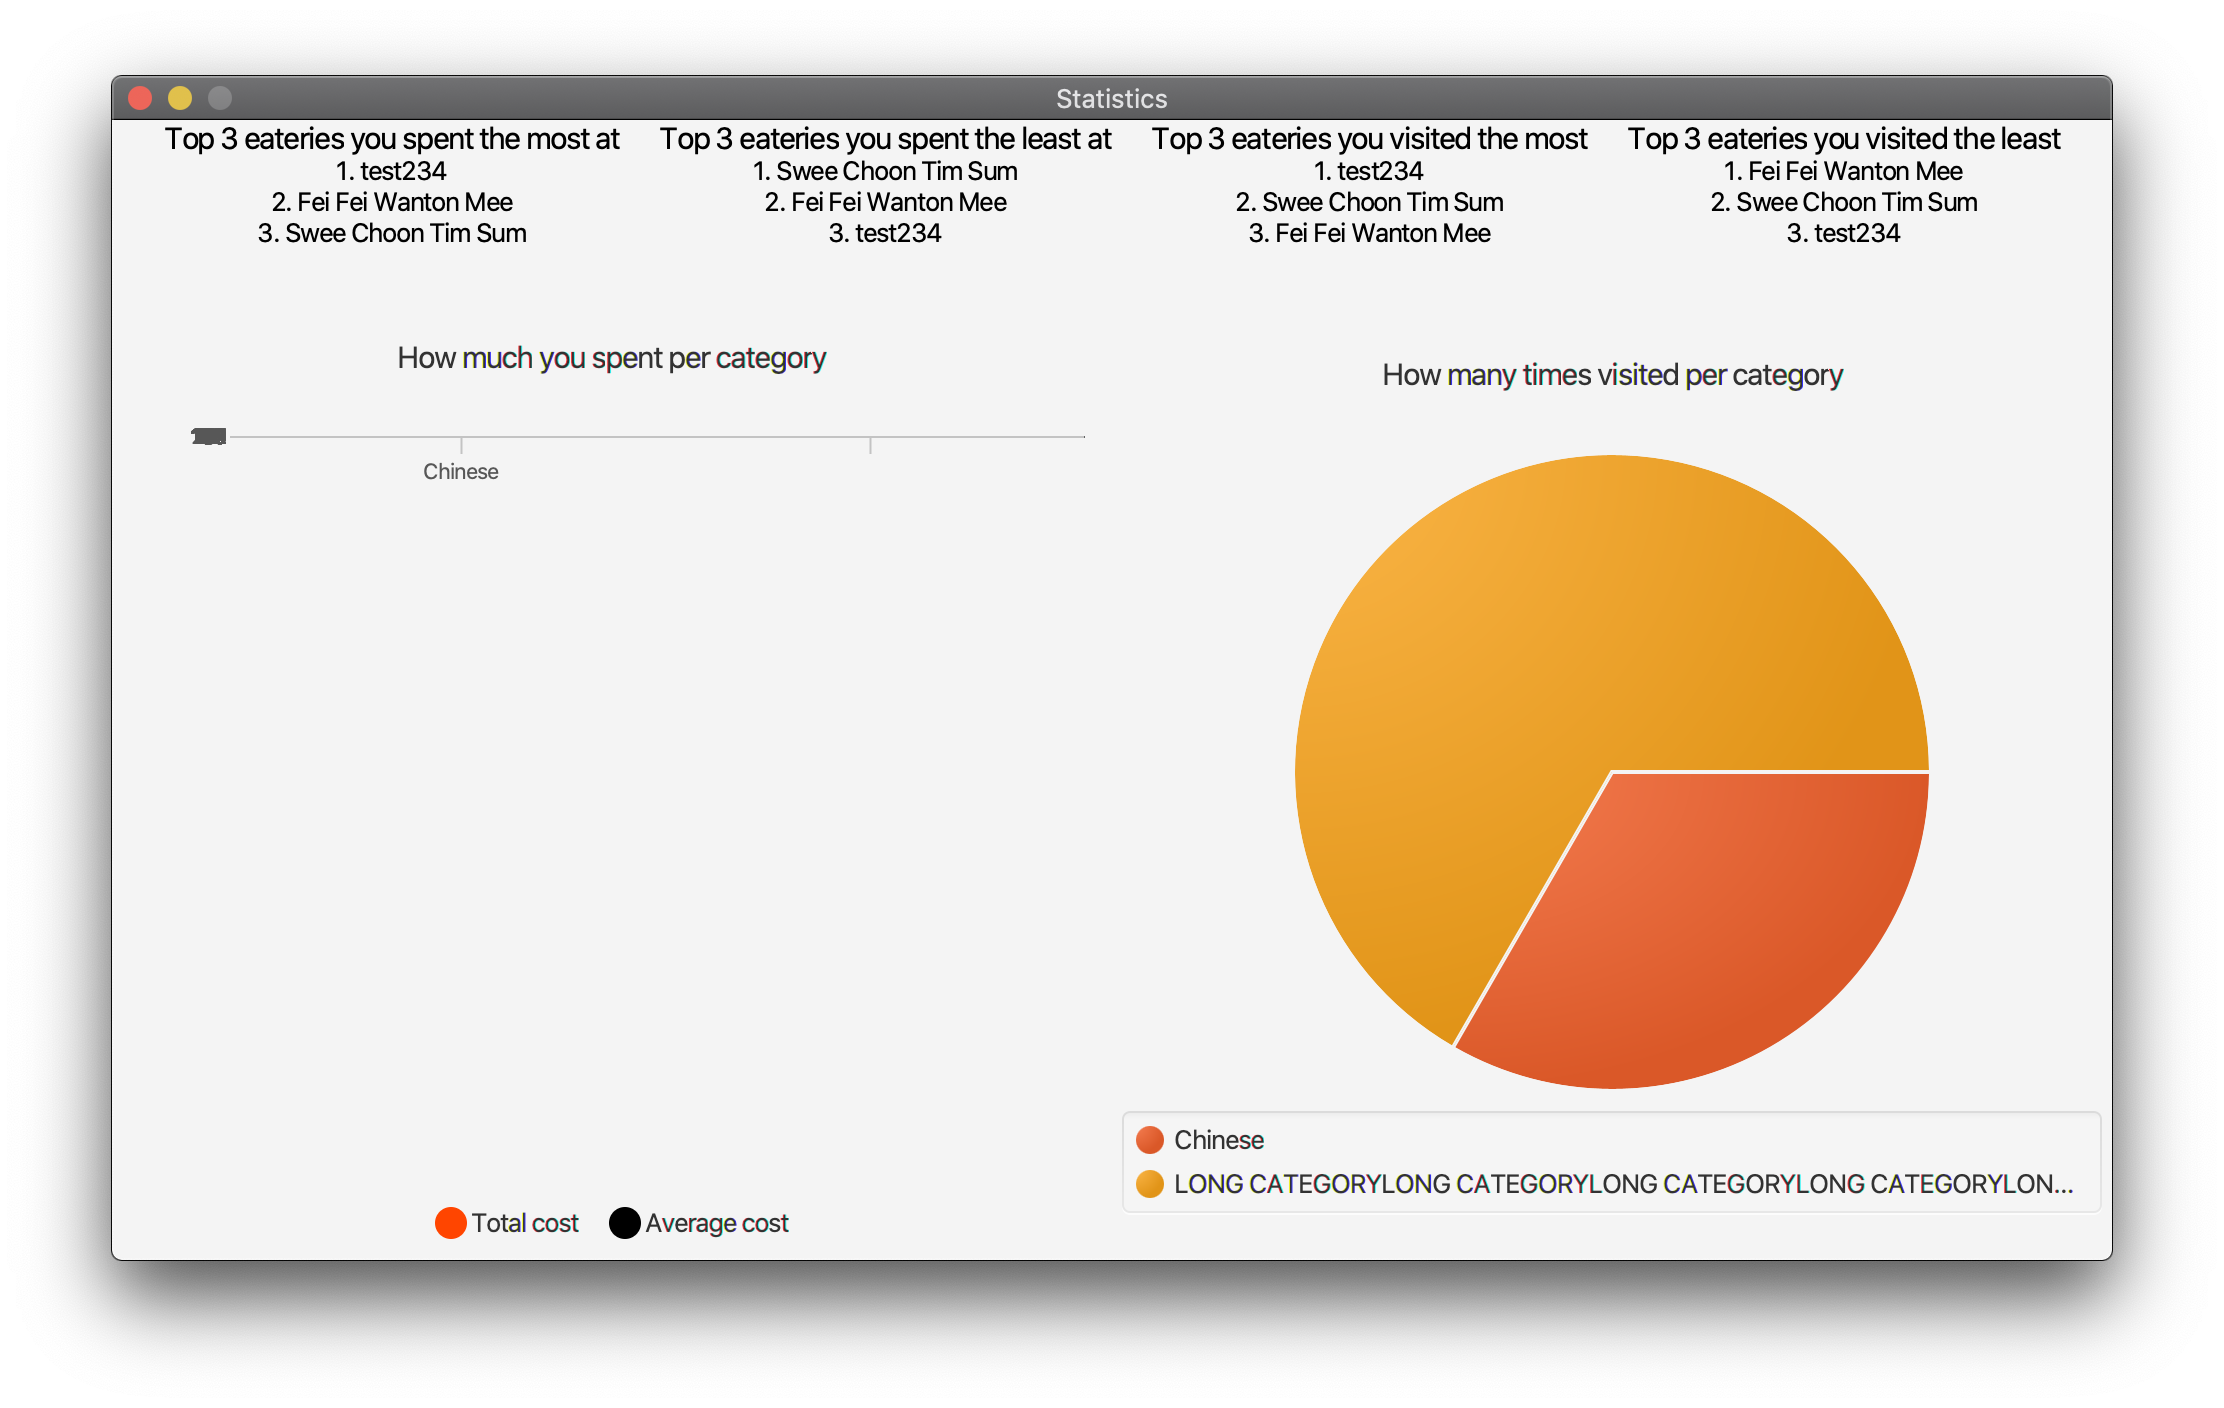 Statistics
Top 3 eateries you spent the most at
1. test234
2. Fei Fei Wanton Mee
3. Swee Choon Tim Sum
Top 3 eateries you spent the least at
1. Swee Choon Tim Sum
2. Fei Fei Wanton Mee
3. test234
Top 3 eateries you visited the most
1. test234
2. Swee Choon Tim Sum
3. Fei Fei Wanton Mee
Top 3 eateries you visited the least
1. Fei Fei Wanton Mee
2. Swee Choon Tim Sum
3. test234
How much you spent per category
Chinese
Total cost
Average cost
How many times visited per category
Chinese
LONG CATEGORYLONG CATEGORYLONG CATEGORYLONG CATEGORYLON...